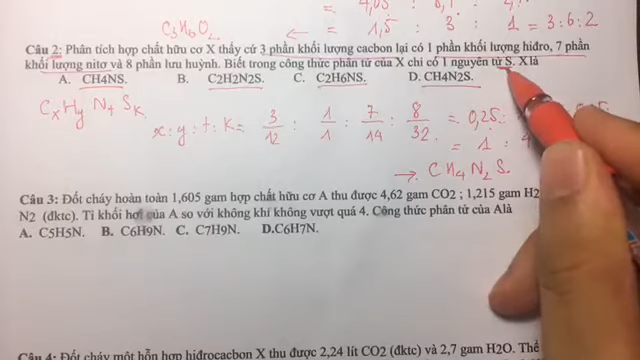 = 4,05 : 8,1 :
C3H6O2 ← = 1,5 : 3 : 1 = 3:6:2
Câu 2: Phân tích hợp chất hữu cơ X thấy cứ 3 phần khối lượng cacbon lại có 1 phần khối lượng hiđro, 7 phần
khối lượng nitơ và 8 phần lưu huỳnh. Biết trong công thức phân tử của X chỉ có 1 nguyên tử S. X là
A. CH4NS. B. C2H2N2S. C. C2H6NS. D. CH4N2S.
CxHyNtSk
x:y:t:k= 3/12 : 1/1 : 7/14 : 8/32 = 0,25:
= 1 : 4
→ CH4N2S.
Câu 3: Đốt cháy hoàn toàn 1,605 gam hợp chất hữu cơ A thu được 4,62 gam CO2 ; 1,215 gam H2
N2 (đktc). Tỉ khối hơi của A so với không khí không vượt quá 4. Công thức phân tử của Alà
A. C5H5N. B. C6H9N. C. C7H9N. D.C6H7N.
Câu 4: Đốt cháy một hỗn hợp hiđrocacbon X thu được 2,24 lít CO2 (đktc) và 2,7 gam H2O. Thể